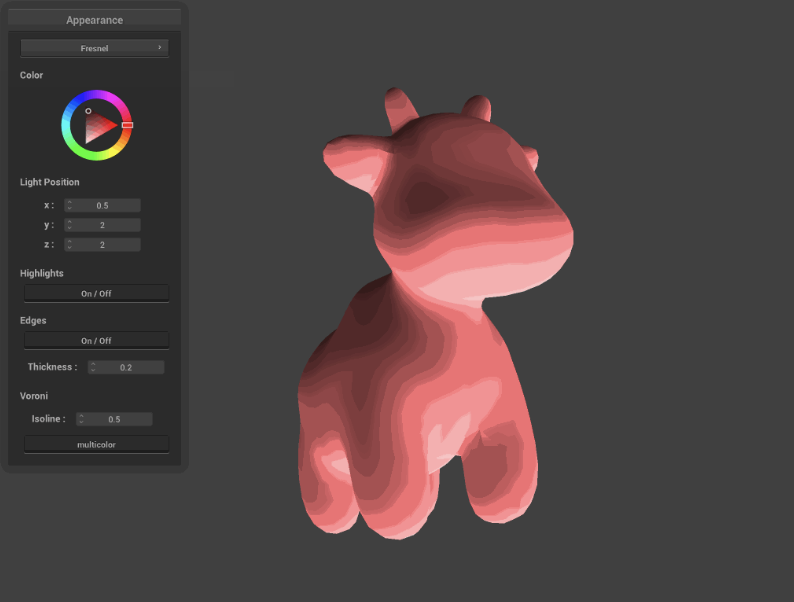 Appearance
Fresnel
Color
Light Position
x : 0.5
y : 2
z : 2
Highlights
On / Off
Edges
On / Off
Thickness : 0.2
Voroni
Isoline : 0.5
multicolor